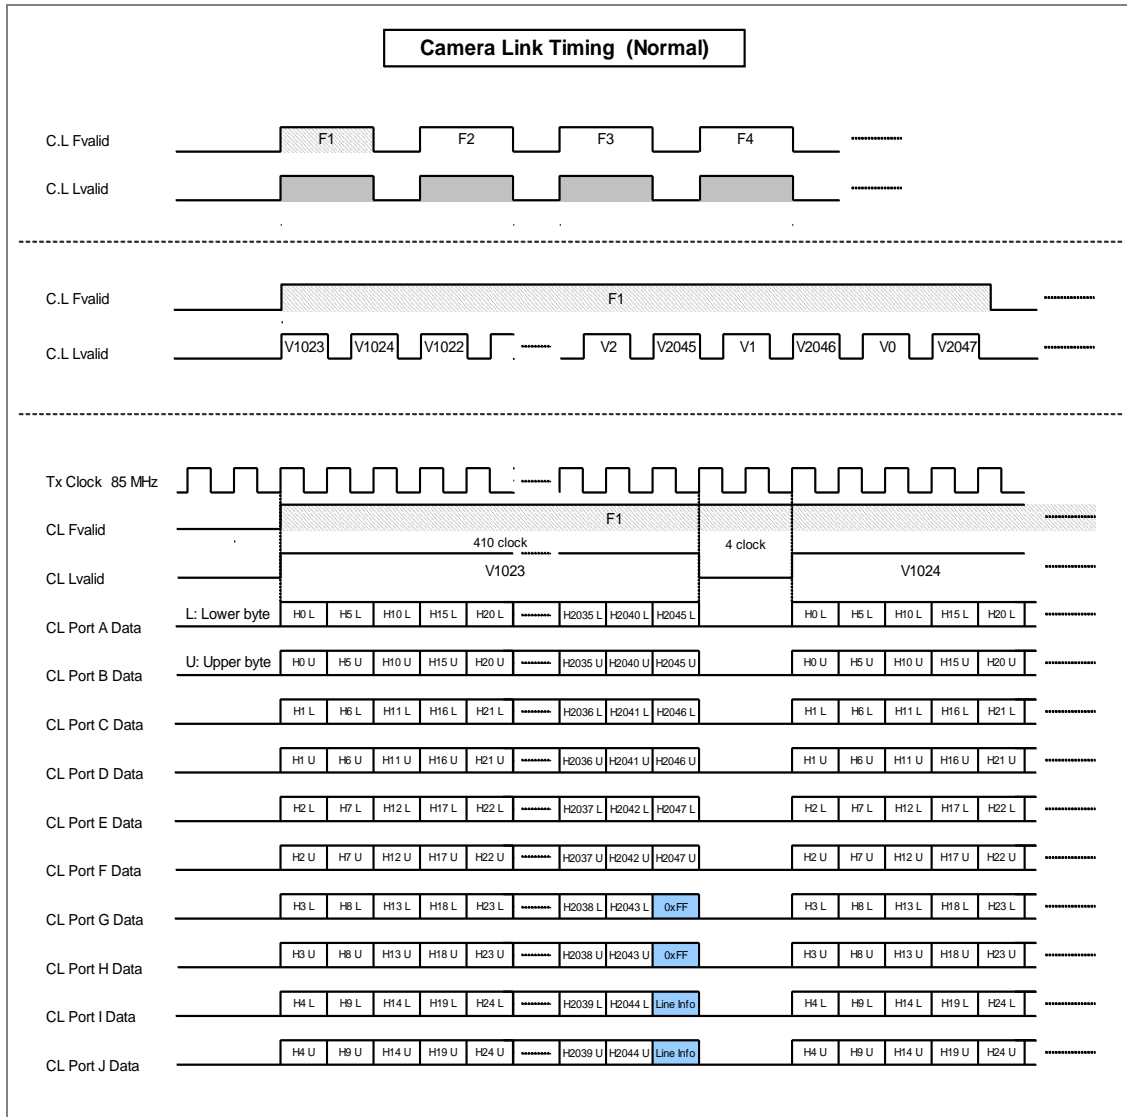 Camera Link Timing (Normal)
C.L Fvalid F1 F2 F3 F4
C.L Lvalid
C.L Fvalid F1
C.L Lvalid V1023 V1024 V1022 V2 V2045 V1 V2046 V0 V2047
Tx Clock 85 MHz
CL Fvalid F1
410 clock 4 clock
CL Lvalid V1023 V1024
L: Lower byte H0 L H5 L H10 L H15 L H20 L H2035 L H2040 L H2045 L H0 L H5 L H10 L H15 L H20 L
CL Port A Data
U: Upper byte H0 U H5 U H10 U H15 U H20 U H2035 U H2040 U H2045 U H0 U H5 U H10 U H15 U H20 U
CL Port B Data
H1 L H6 L H11 L H16 L H21 L H2036 L H2041 L H2046 L H1 L H6 L H11 L H16 L H21 L
CL Port C Data
H1 U H6 U H11 U H16 U H21 U H2036 U H2041 U H2046 U H1 U H6 U H11 U H16 U H21 U
CL Port D Data
H2 L H7 L H12 L H17 L H22 L H2037 L H2042 L H2047 L H2 L H7 L H12 L H17 L H22 L
CL Port E Data
H2 U H7 U H12 U H17 U H22 U H2037 U H2042 U H2047 U H2 U H7 U H12 U H17 U H22 U
CL Port F Data
H3 L H8 L H13 L H18 L H23 L H2038 L H2043 L 0xFF H3 L H8 L H13 L H18 L H23 L
CL Port G Data
H3 U H8 U H13 U H18 U H23 U H2038 U H2043 U 0xFF H3 U H8 U H13 U H18 U H23 U
CL Port H Data
H4 L H9 L H14 L H19 L H24 L H2039 L H2044 L Line Info H4 L H9 L H14 L H19 L H24 L
CL Port I Data
H4 U H9 U H14 U H19 U H24 U H2039 U H2044 U Line Info H4 U H9 U H14 U H19 U H24 U
CL Port J Data